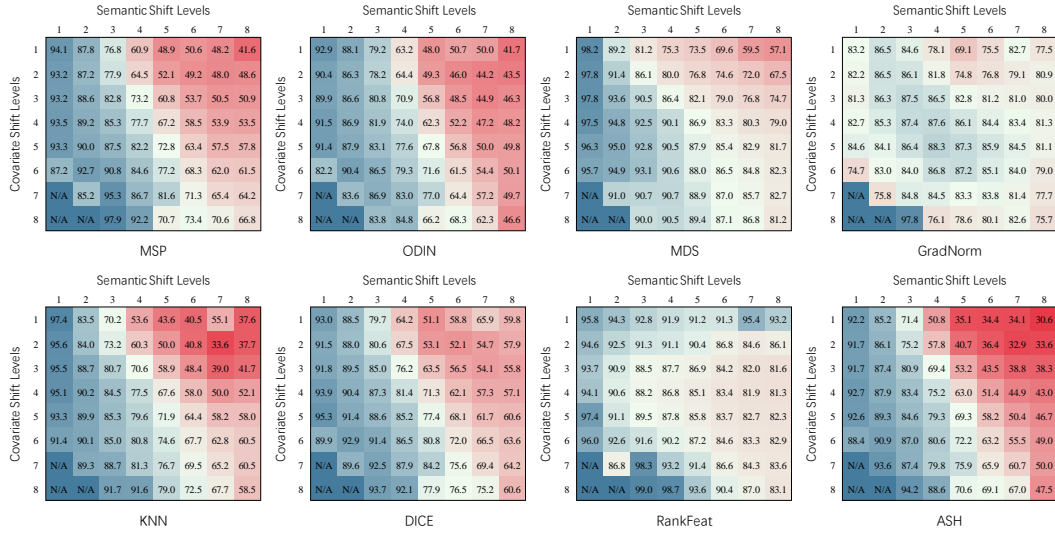 Semantic Shift Levels
1 2 3 4 5 6 7 8
Covariate Shift Levels
1 94.1 87.8 76.8 60.9 48.9 50.6 48.2 41.6
2 93.2 87.2 77.9 64.5 52.1 49.2 48.0 48.6
3 93.2 88.6 82.8 73.2 60.8 53.7 50.5 50.9
4 93.5 89.2 85.3 77.7 67.2 58.5 53.9 53.5
5 93.3 90.0 87.5 82.2 72.8 63.4 57.5 57.8
6 87.2 92.7 90.8 84.6 77.2 68.3 62.0 61.5
7 N/A 85.2 95.3 86.7 81.6 71.3 65.4 64.2
8 N/A N/A 97.9 92.2 70.7 73.4 70.6 66.8
MSP
Semantic Shift Levels
1 2 3 4 5 6 7 8
1 92.9 88.1 79.2 63.2 48.0 50.7 50.0 41.7
2 90.4 86.3 78.2 64.4 49.3 46.0 44.2 43.5
3 89.9 86.6 80.8 70.9 56.8 48.5 44.9 46.3
4 91.5 86.9 81.9 74.0 62.3 52.2 47.2 48.2
5 91.4 87.9 83.1 77.6 67.8 56.8 50.0 49.8
6 82.2 90.4 86.5 79.3 71.6 61.5 54.4 50.1
7 N/A 83.6 86.9 83.0 77.0 64.4 57.2 49.7
8 N/A N/A 83.8 84.8 66.2 68.3 62.3 46.6
Covariate Shift Levels
ODIN
Semantic Shift Levels
1 2 3 4 5 6 7 8
1 98.2 89.2 81.2 75.3 73.5 69.6 59.5 57.1
2 97.8 91.4 86.1 80.0 76.8 74.6 72.0 67.5
3 97.8 93.6 90.5 86.4 82.1 79.0 76.8 74.7
4 97.5 94.8 92.5 90.1 86.9 83.3 80.3 79.0
5 96.3 95.0 92.8 90.5 87.9 85.4 82.9 81.7
6 95.7 94.9 93.1 90.6 88.0 86.0 84.7 81.2
7 N/A 91.0 90.7 90.7 88.9 87.0 85.7 82.7
8 N/A N/A 90.0 90.5 89.4 87.1 86.8 81.2
Covariate Shift Levels
MDS
Semantic Shift Levels
1 2 3 4 5 6 7 8
1 83.2 86.5 84.6 78.1 69.1 75.5 82.7 77.5
2 82.2 86.5 86.1 81.8 74.8 76.8 79.1 80.9
3 81.3 86.3 87.5 86.5 82.8 81.2 81.0 80.0
4 82.7 85.3 87.4 87.6 86.1 84.4 83.4 81.3
5 84.6 84.1 86.4 88.3 87.3 85.9 84.5 81.1
6 74.7 83.0 84.0 86.8 87.2 85.1 84.0 79.0
7 N/A 75.8 84.8 84.5 83.3 83.8 81.4 77.7
8 N/A N/A 97.8 76.1 78.6 80.1 82.6 75.7
Covariate Shift Levels
GradNorm
Semantic Shift Levels
1 2 3 4 5 6 7 8
Covariate Shift Levels
1 97.4 83.5 70.2 53.6 43.6 40.5 55.1 37.6
2 95.6 84.0 73.2 60.3 50.0 40.8 33.6 37.7
3 95.5 88.7 80.7 70.6 58.9 48.4 39.0 41.7
4 95.1 90.2 84.5 77.5 67.6 58.0 50.0 52.1
5 93.3 89.9 85.3 79.6 71.9 64.4 58.2 58.0
6 91.4 90.1 85.0 80.8 74.6 67.7 62.8 60.5
7 N/A 89.3 88.7 81.3 76.7 69.5 65.2 60.5
8 N/A N/A 91.7 91.6 79.0 72.5 67.7 58.5
KNN
Semantic Shift Levels
1 2 3 4 5 6 7 8
1 93.0 88.5 79.7 64.2 51.1 58.8 65.9 59.8
2 91.5 88.0 80.6 67.5 53.1 52.1 54.7 57.9
3 91.8 89.5 85.0 76.2 63.5 56.5 54.1 55.8
4 93.9 90.4 87.3 81.4 71.3 62.1 57.3 57.1
5 95.3 91.4 88.6 85.2 77.4 68.1 61.7 60.6
6 89.9 92.9 91.4 86.5 80.8 72.0 66.5 63.6
7 N/A 89.6 92.5 87.9 84.2 75.6 69.4 64.2
8 N/A N/A 93.7 92.1 77.9 76.5 75.2 60.6
Covariate Shift Levels
DICE
Semantic Shift Levels
1 2 3 4 5 6 7 8
1 95.8 94.3 92.8 91.9 91.2 91.3 95.4 93.2
2 94.6 92.5 91.3 91.1 90.2 86.8 84.6 86.1
3 93.7 90.9 88.5 87.7 86.9 84.2 82.0 81.6
4 94.1 90.6 88.2 86.8 85.1 83.4 81.9 81.3
5 97.4 91.1 89.5 87.8 85.8 83.7 82.7 82.3
6 96.0 92.6 91.6 90.2 87.2 84.6 83.3 82.9
7 N/A 86.8 98.3 93.2 91.4 86.6 84.3 83.6
8 N/A N/A 99.0 98.7 93.6 90.4 87.0 83.1
Covariate Shift Levels
RankFeat
Semantic Shift Levels
1 2 3 4 5 6 7 8
1 92.2 85.2 71.4 50.8 35.1 34.4 34.1 30.6
2 91.7 86.1 75.2 57.8 40.7 36.4 32.9 33.6
3 91.7 87.4 80.9 69.4 53.2 43.5 38.8 38.3
4 92.7 87.9 83.4 76.0 63.0 51.4 44.9 43.0
5 92.6 89.3 84.6 79.2 69.3 58.2 50.4 46.7
6 88.4 90.9 87.0 80.6 72.2 63.2 55.5 49.0
7 N/A 93.6 87.4 79.8 75.9 65.9 60.7 50.0
8 N/A N/A 94.2 88.6 70.6 69.1 67.0 47.5
Covariate Shift Levels
ASH